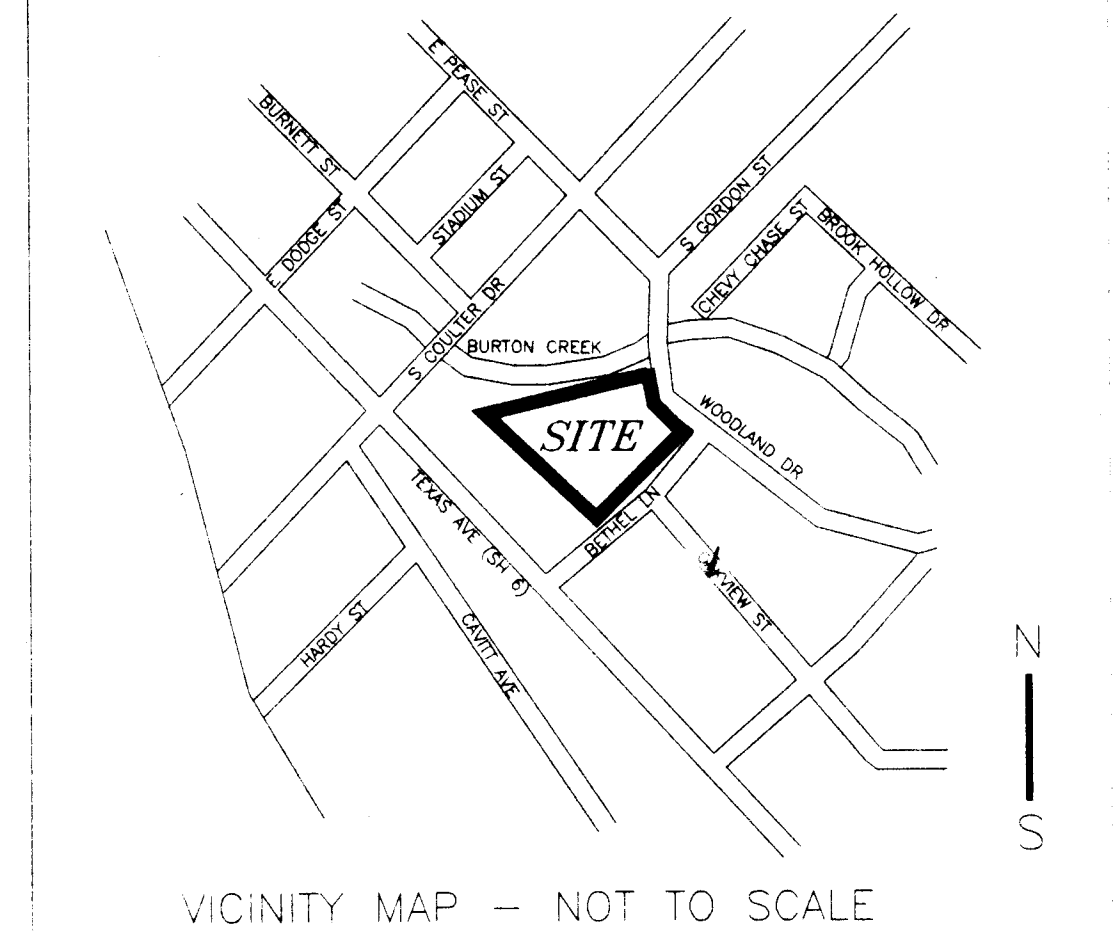 E PEASE ST
BURNETT ST
STADIUM ST
S GORDON ST
E DODGE ST
CHEVY CHASE ST
BROOK HOLLOW DR
S COULTER DR
BURTON CREEK
SITE
WOODLAND DR
TEXAS AVE (SH 6)
BETHEL LN
VIEW ST
HARDY ST
CAVITT AVE
N
S
VICINITY MAP - NOT TO SCALE